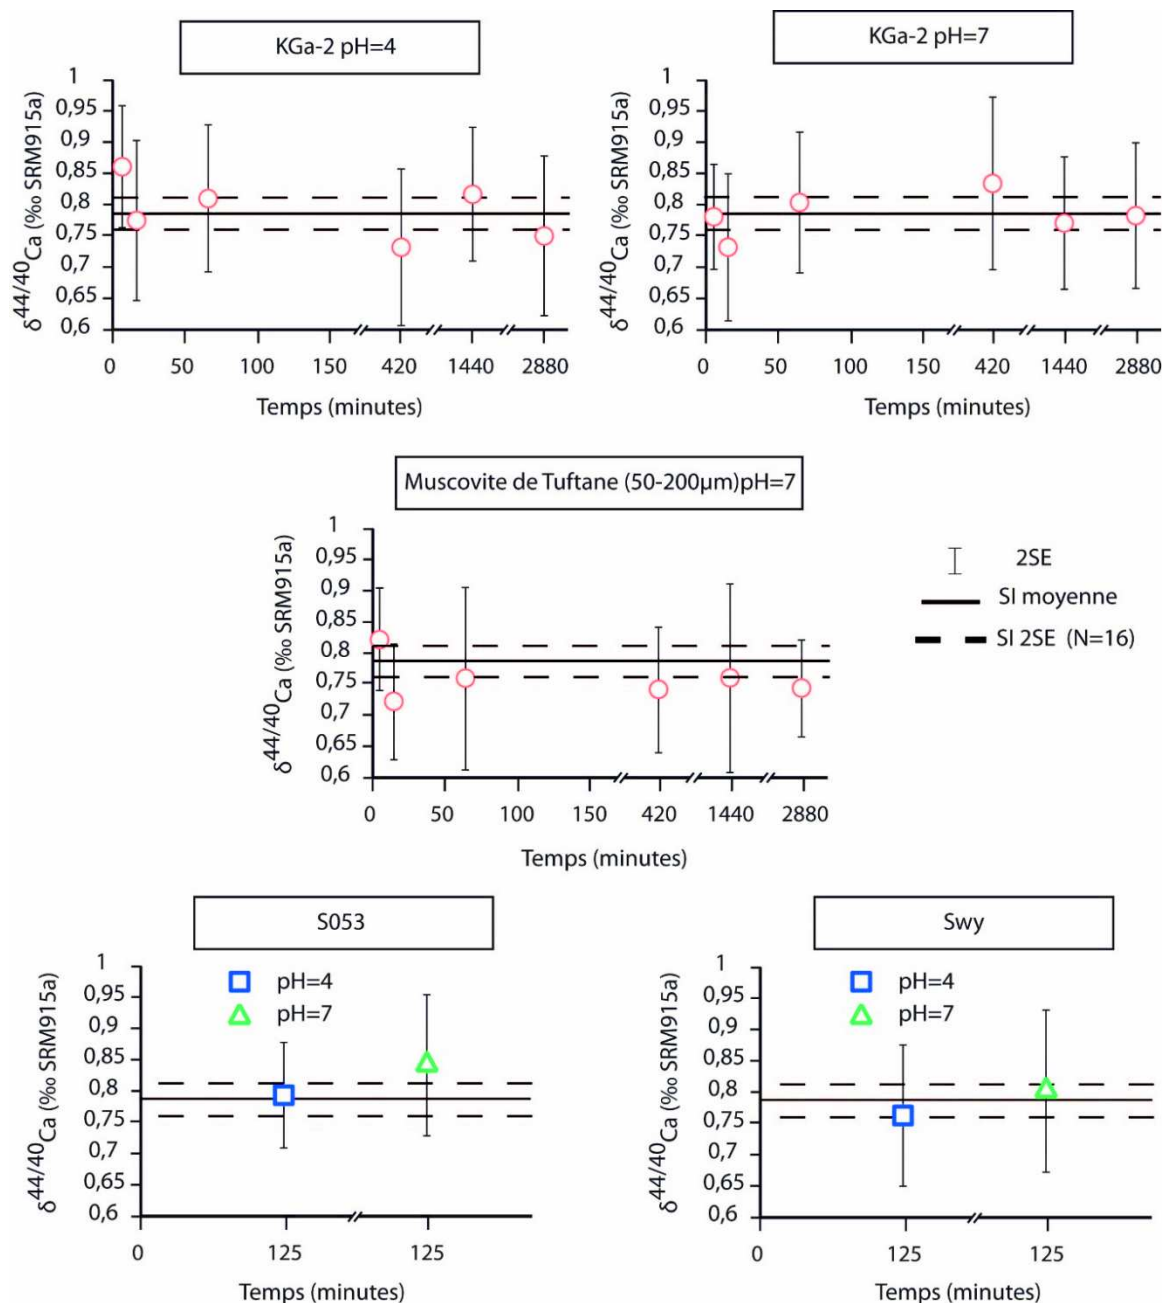 KGa-2 pH=4
δ44/40Ca (‰ SRM915a)
1
0,95
0,9
0,85
0,8
0,75
0,7
0,65
0,6
0 50 100 150 420 1440 2880
Temps (minutes)
KGa-2 pH=7
δ44/40Ca (‰ SRM915a)
1
0,95
0,9
0,85
0,8
0,75
0,7
0,65
0,6
0 50 100 150 420 1440 2880
Temps (minutes)
Muscovite de Tuftane (50-200µm)pH=7
δ44/40Ca (‰ SRM915a)
1
0,95
0,9
0,85
0,8
0,75
0,7
0,65
0,6
0 50 100 150 420 1440 2880
Temps (minutes)
2SE
SI moyenne
SI 2SE (N=16)
S053
pH=4
pH=7
δ44/40Ca (‰ SRM915a)
1
0,95
0,9
0,85
0,8
0,75
0,7
0,65
0,6
0 125 125
Temps (minutes)
Swy
pH=4
pH=7
δ44/40Ca (‰ SRM915a)
1
0,95
0,9
0,85
0,8
0,75
0,7
0,65
0,6
0 125 125
Temps (minutes)